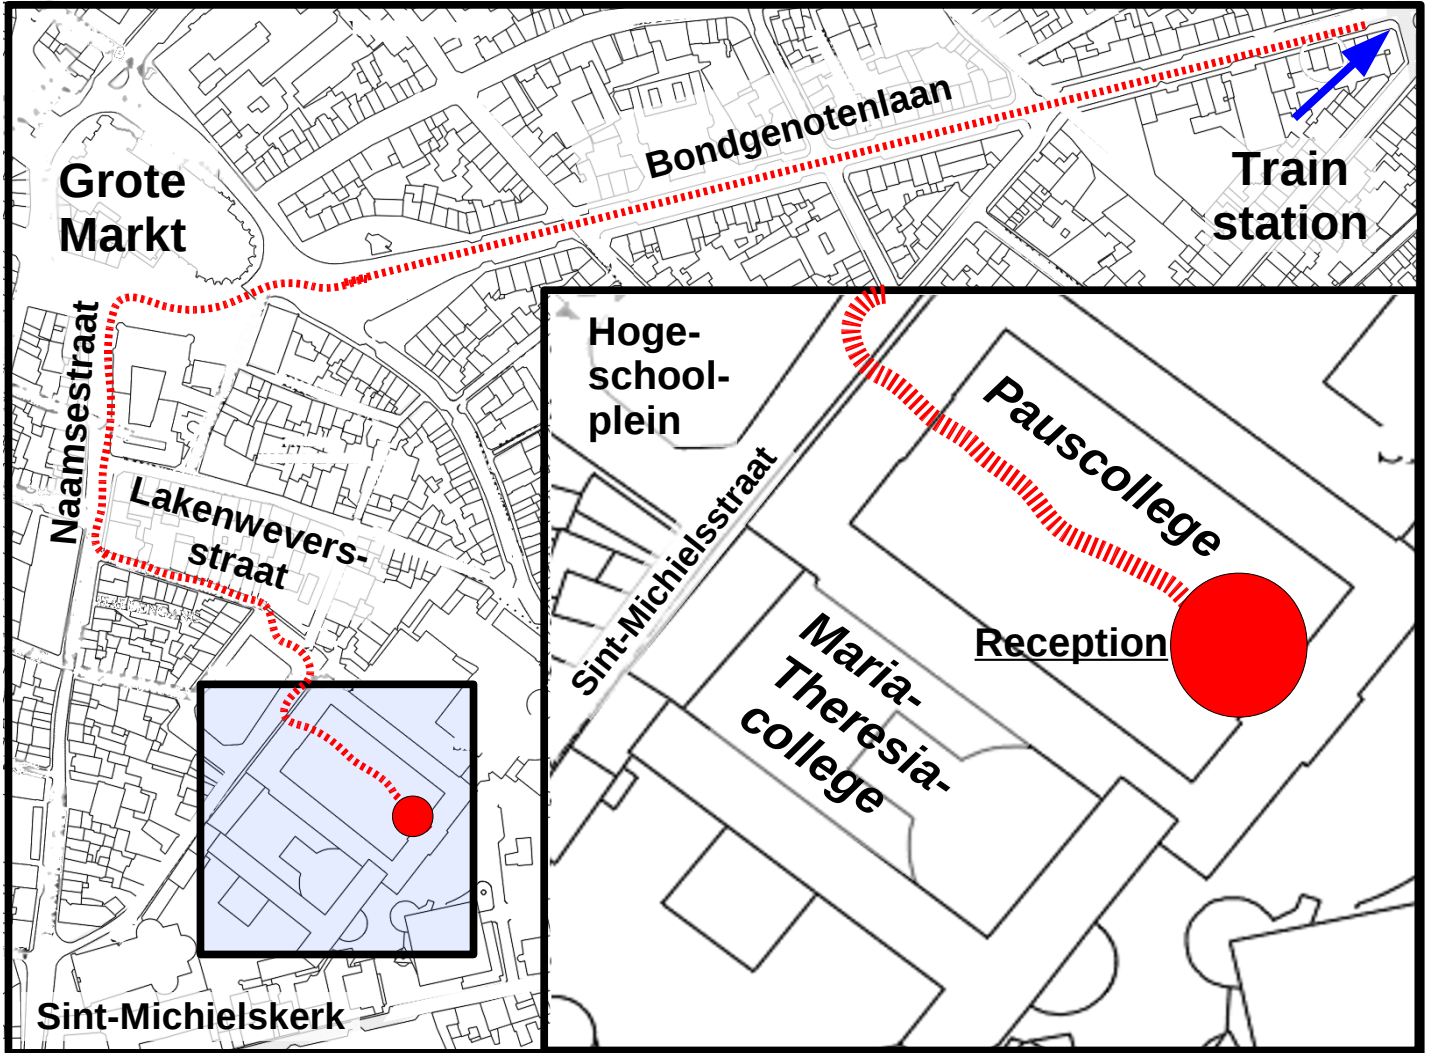 Grote
Markt
Bondgenotenlaan
Train
station
Naamsestraat
Lakenwevers-
straat
Hoge-
school-
plein
Sint-Michielsstraat
Pauscollege
Reception
Maria-
Theresia-
college
Sint-Michielskerk